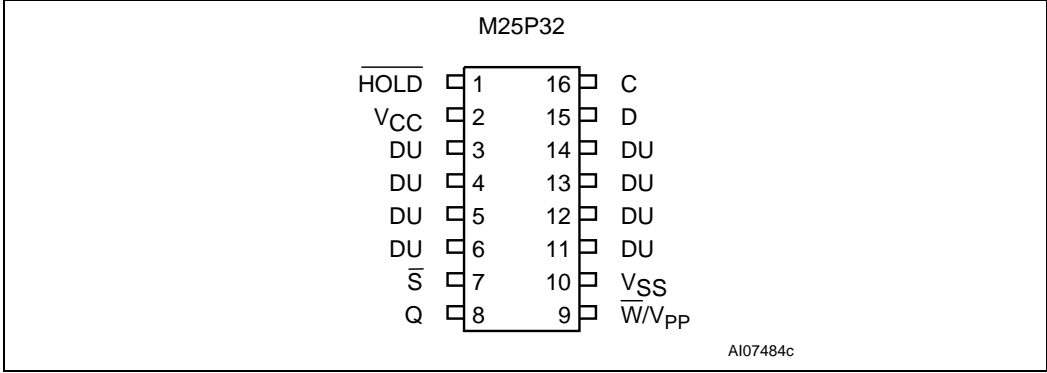 M25P32
HOLD 1 16 C
VCC 2 15 D
DU 3 14 DU
DU 4 13 DU
DU 5 12 DU
DU 6 11 DU
S 7 10 VSS
Q 8 9 W/VPP
AI07484c